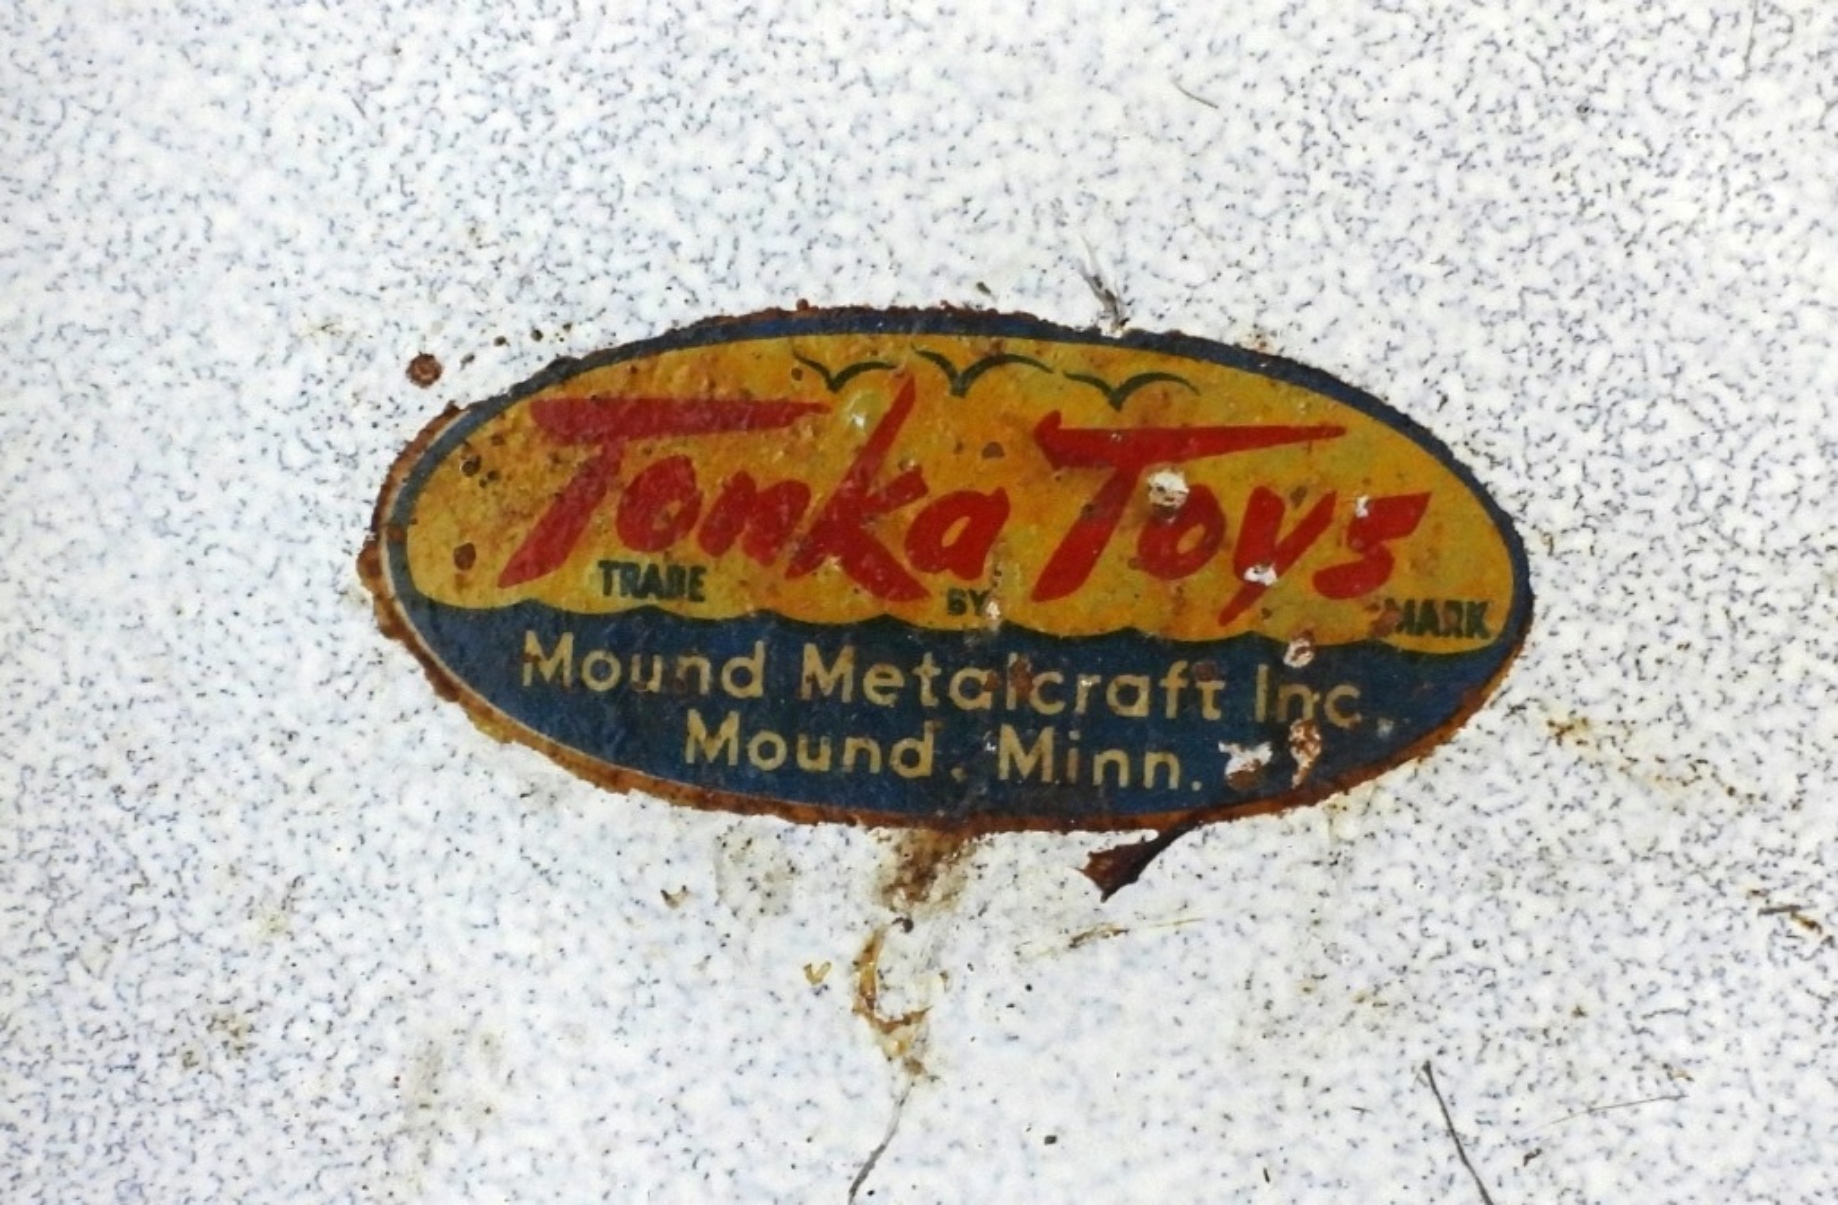 Tonka Toys
TRADE BY MARK
Mound Metalcraft Inc.
Mound, Minn.